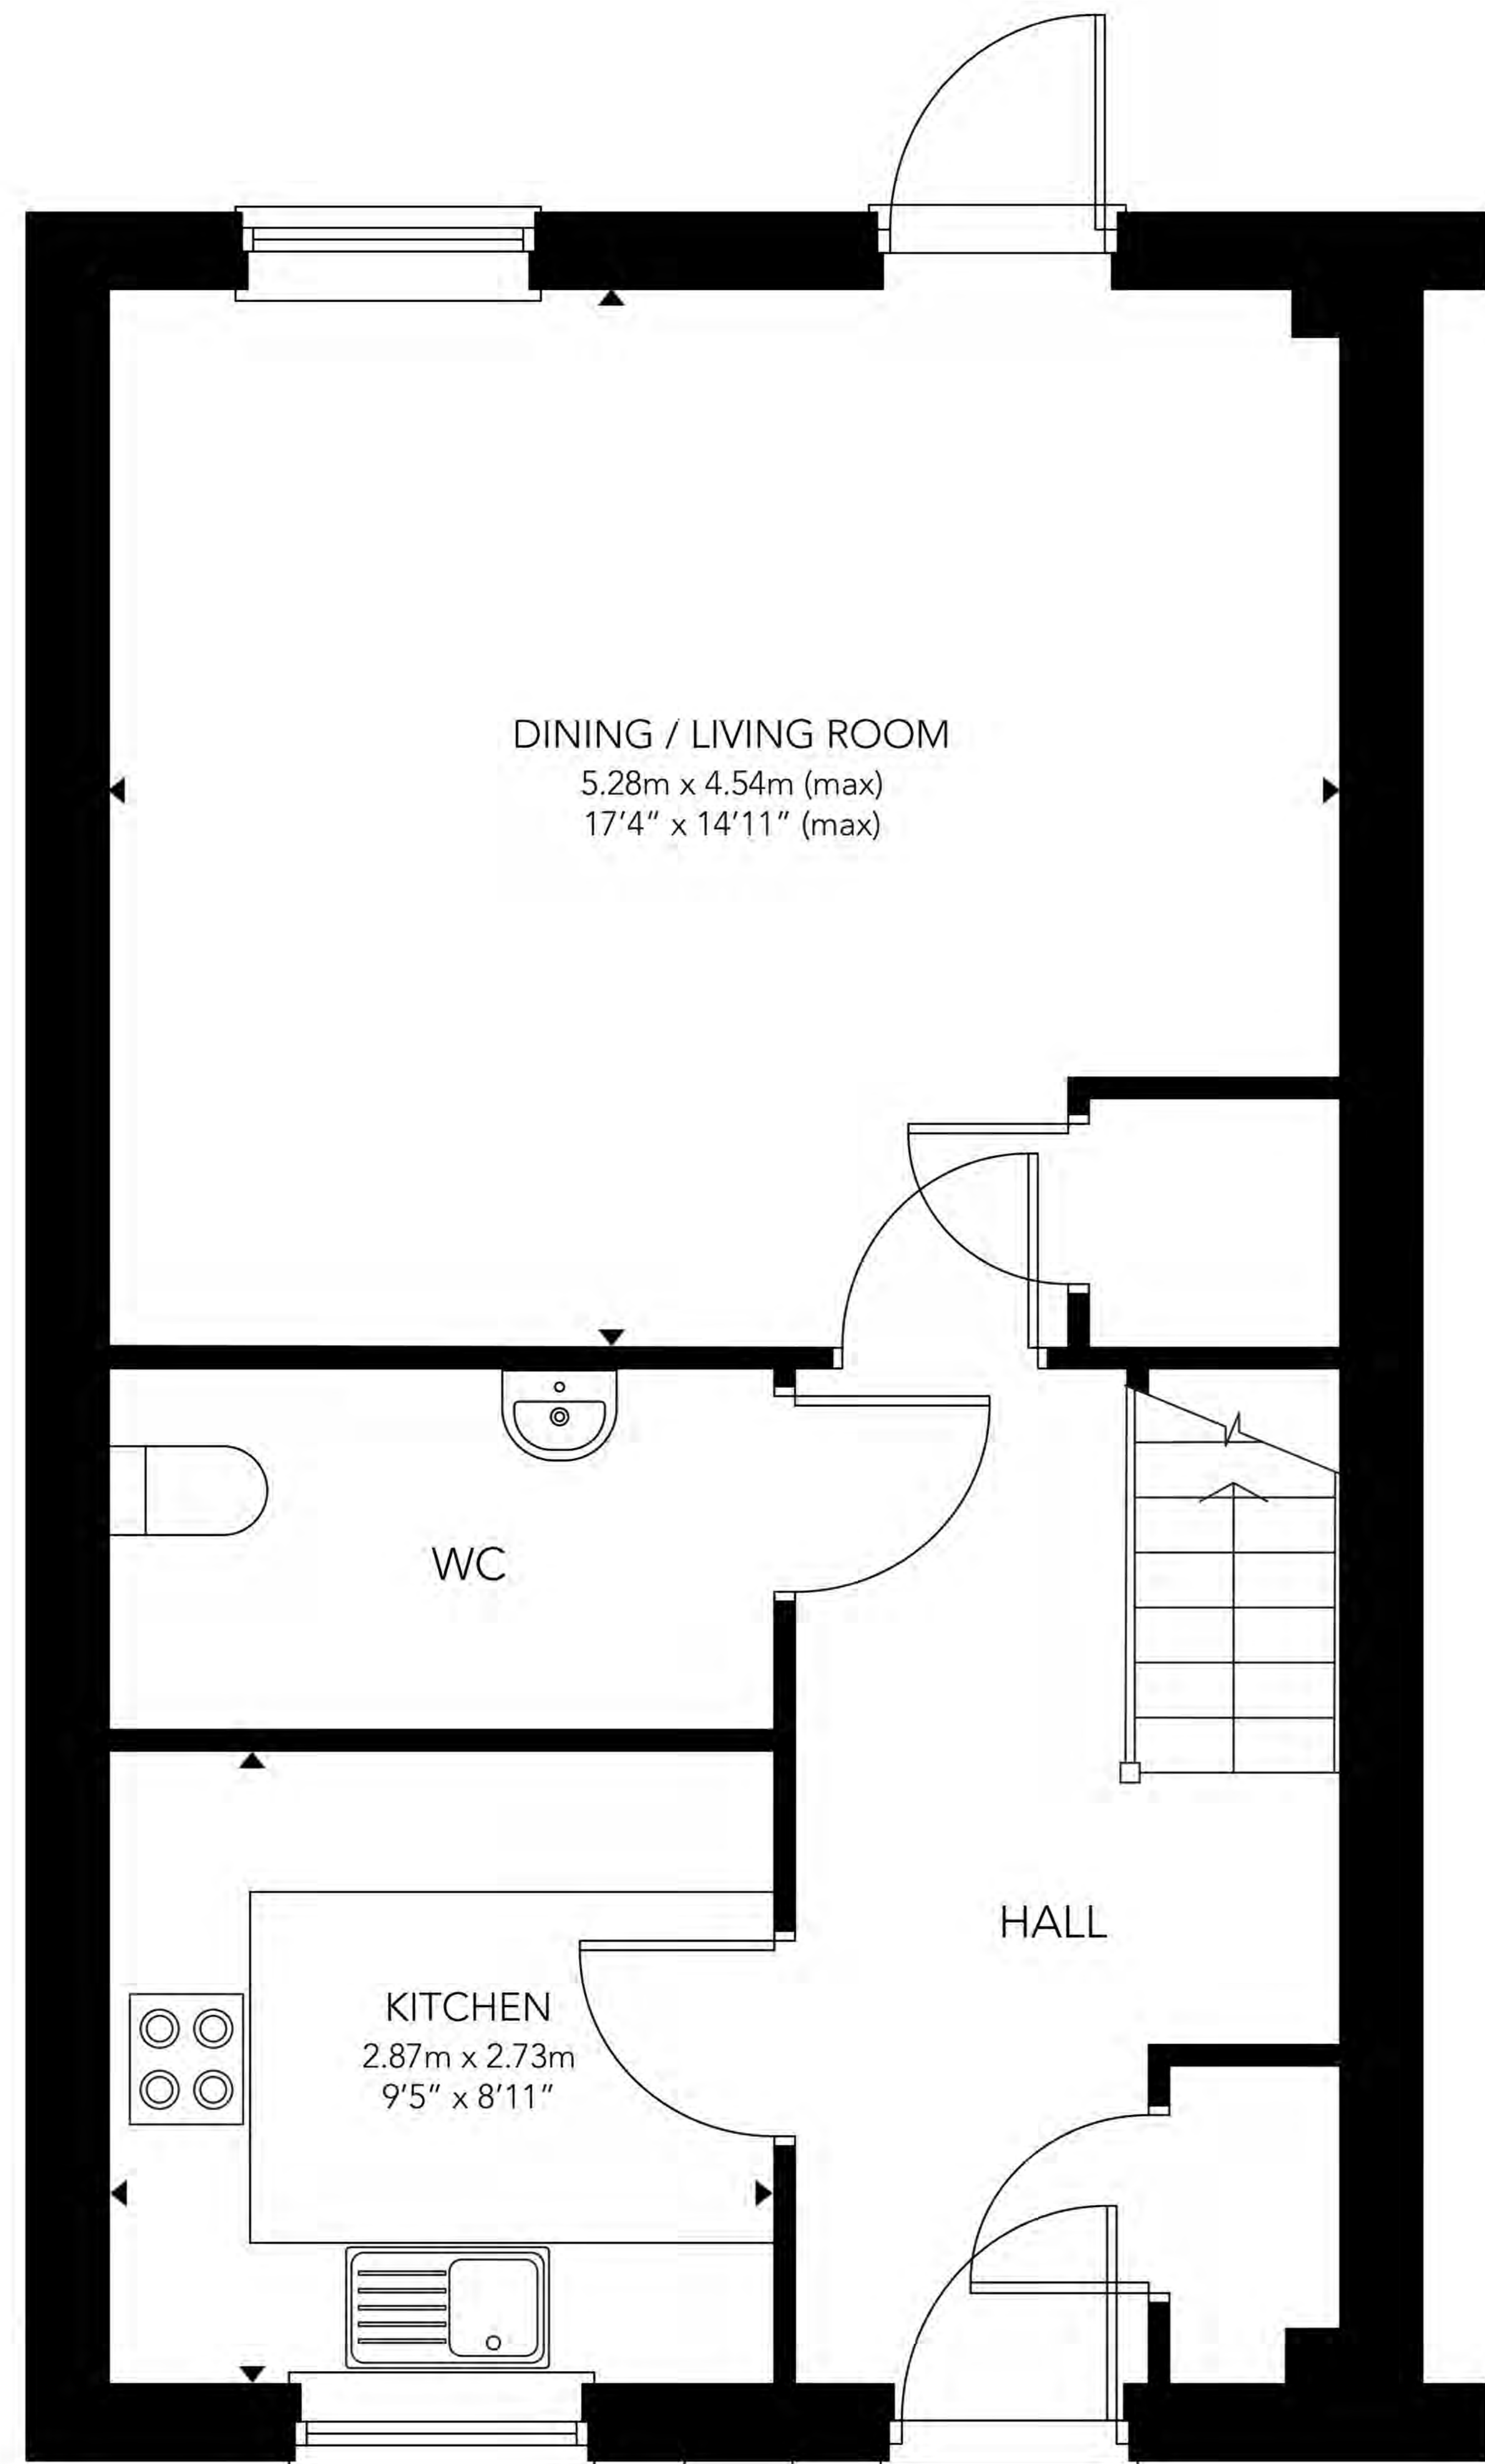 DINING / LIVING ROOM
5.28m x 4.54m (max)
17'4" x 14'11" (max)
WC
HALL
KITCHEN
2.87m x 2.73m
9'5" x 8'11"